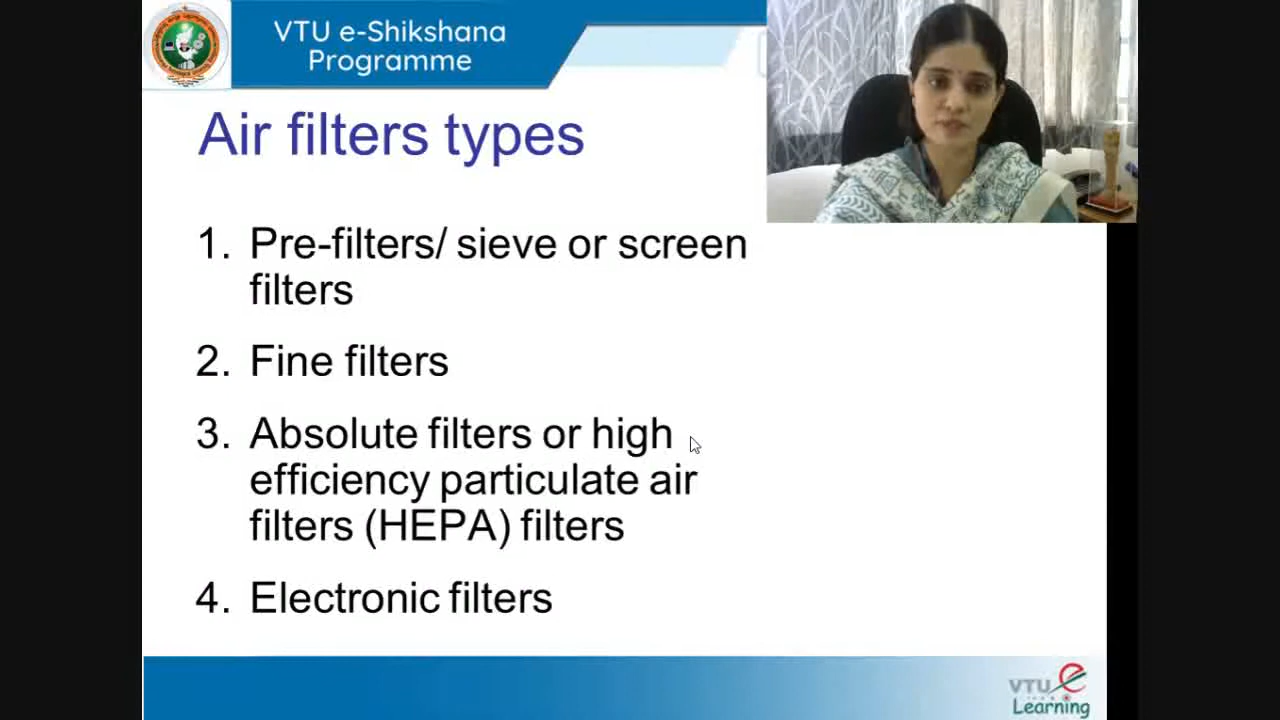 VTU e-Shikshana
Programme
Air filters types
1. Pre-filters/ sieve or screen
filters
2. Fine filters
3. Absolute filters or high
efficiency particulate air
filters (HEPA) filters
4. Electronic filters
VTU e
Learning